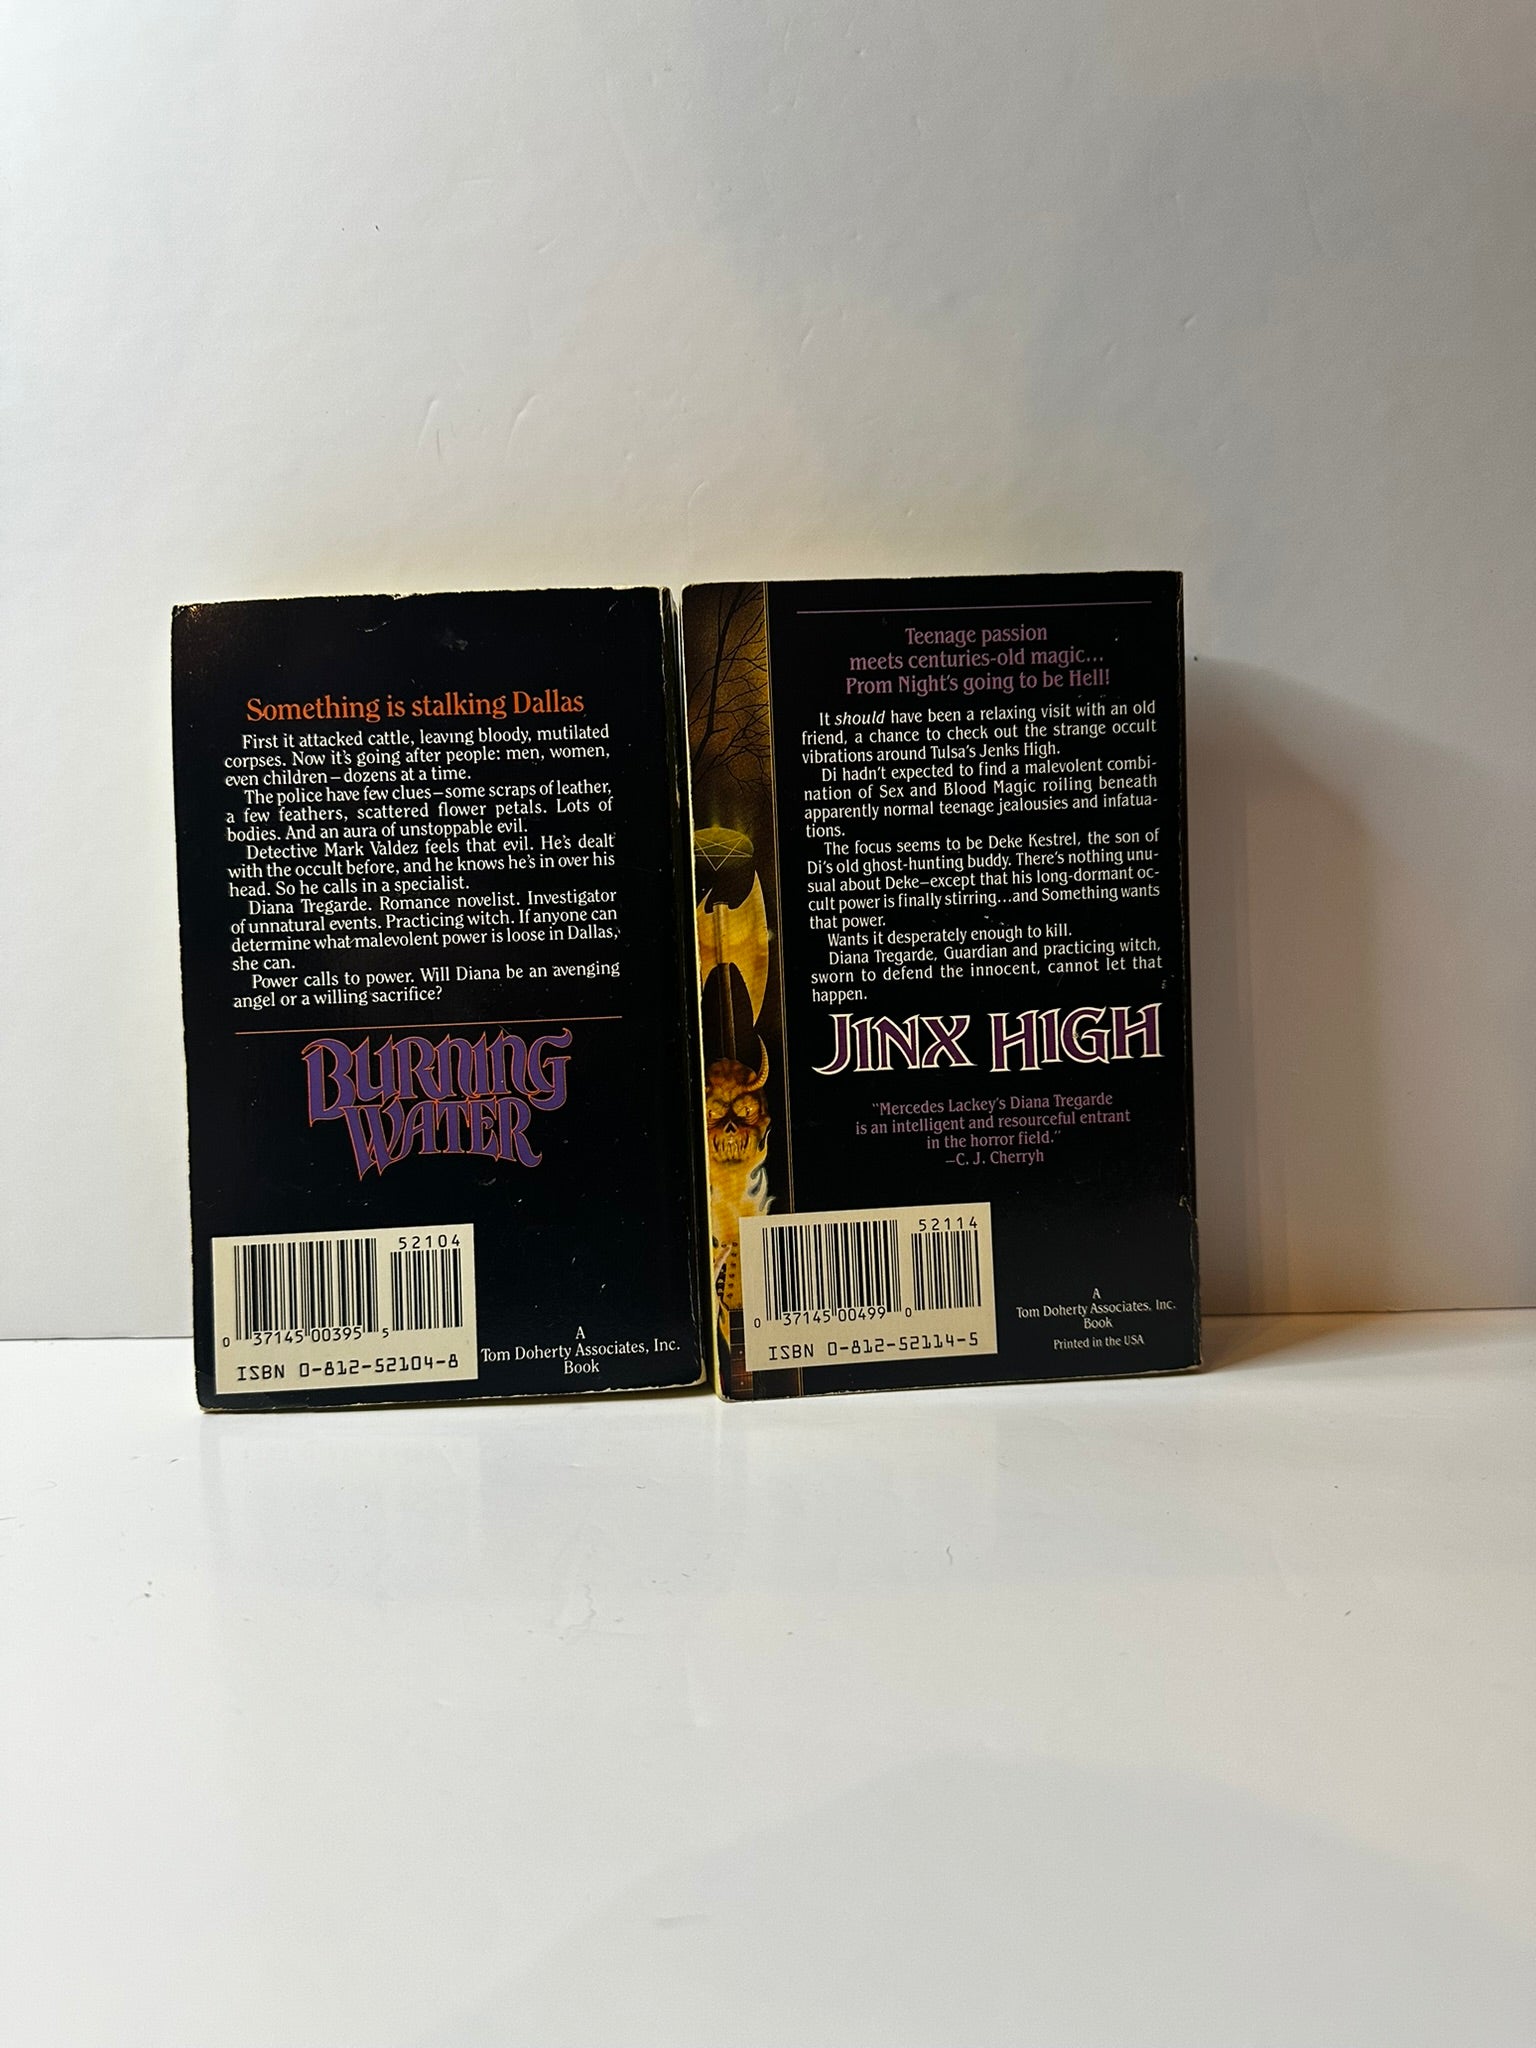 Something is stalking Dallas
First it attacked cattle, leaving bloody, mutilated
corpses. Now it's going after people: men, women,
even children—dozens at a time.
The police have few clues—some scraps of leather,
a few feathers, scattered flower petals. Lots of
bodies. And an aura of unstoppable evil.
Detective Mark Valdez feels that evil. He's dealt
with the occult before, and he knows he's in over his
head. So he calls in a specialist.
Diana Tregarde. Romance novelist. Investigator
of unnatural events. Practicing witch. If anyone can
determine what malevolent power is loose in Dallas,
she can.
Power calls to power. Will Diana be an avenging
angel or a willing sacrifice?
BURNING
WATER
52104
0 37145 00395 5
ISBN 0-812-52104-8
A
Tom Doherty Associates, Inc.
Book
Teenage passion
meets centuries-old magic...
Prom Night's going to be Hell!
It should have been a relaxing visit with an old
friend, a chance to check out the strange occult
vibrations around Tulsa's Jenks High.
Di hadn't expected to find a malevolent combi-
nation of Sex and Blood Magic roiling beneath
apparently normal teenage jealousies and infatua-
tions.
The focus seems to be Deke Kestrel, the son of
Di's old ghost-hunting buddy. There's nothing unu-
sual about Deke—except that his long-dormant oc-
cult power is finally stirring...and Something wants
that power.
Wants it desperately enough to kill.
Diana Tregarde, Guardian and practicing witch,
sworn to defend the innocent, cannot let that
happen.
JINX HIGH
"Mercedes Lackey's Diana Tregarde
is an intelligent and resourceful entrant
in the horror field."
—C. J. Cherryh
52114
0 37145 00499 0
ISBN 0-812-52114-5
A
Tom Doherty Associates, Inc.
Book
Printed in the USA